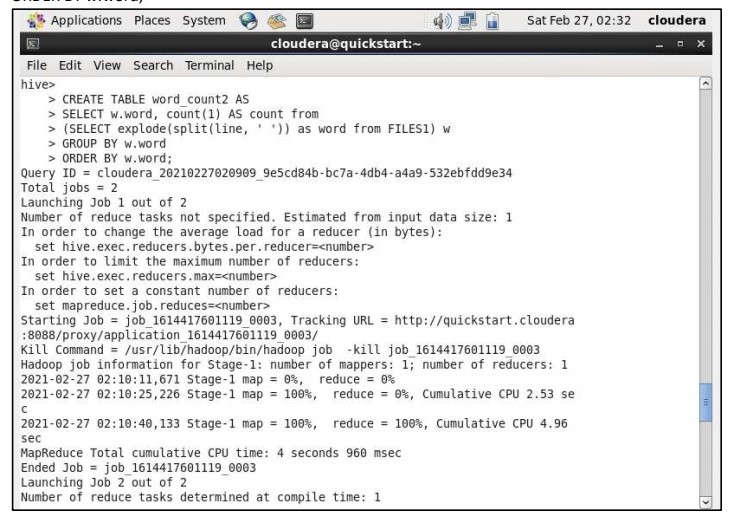 Applications Places System Sat Feb 27, 02:32 cloudera
cloudera@quickstart:~
File Edit View Search Terminal Help
hive>
    > CREATE TABLE word_count2 AS
    > SELECT w.word, count(1) AS count from
    > (SELECT explode(split(line, ' ')) as word from FILES1) w
    > GROUP BY w.word
    > ORDER BY w.word;
Query ID = cloudera_20210227020909_9e5cd84b-bc7a-4db4-a4a9-532ebfdd9e34
Total jobs = 2
Launching Job 1 out of 2
Number of reduce tasks not specified. Estimated from input data size: 1
In order to change the average load for a reducer (in bytes):
  set hive.exec.reducers.bytes.per.reducer=<number>
In order to limit the maximum number of reducers:
  set hive.exec.reducers.max=<number>
In order to set a constant number of reducers:
  set mapreduce.job.reduces=<number>
Starting Job = job_1614417601119_0003, Tracking URL = http://quickstart.cloudera
:8088/proxy/application_1614417601119_0003/
Kill Command = /usr/lib/hadoop/bin/hadoop job  -kill job_1614417601119_0003
Hadoop job information for Stage-1: number of mappers: 1; number of reducers: 1
2021-02-27 02:10:11,671 Stage-1 map = 0%,  reduce = 0%
2021-02-27 02:10:25,226 Stage-1 map = 100%,  reduce = 0%, Cumulative CPU 2.53 se
c
2021-02-27 02:10:40,133 Stage-1 map = 100%,  reduce = 100%, Cumulative CPU 4.96
sec
MapReduce Total cumulative CPU time: 4 seconds 960 msec
Ended Job = job_1614417601119_0003
Launching Job 2 out of 2
Number of reduce tasks determined at compile time: 1